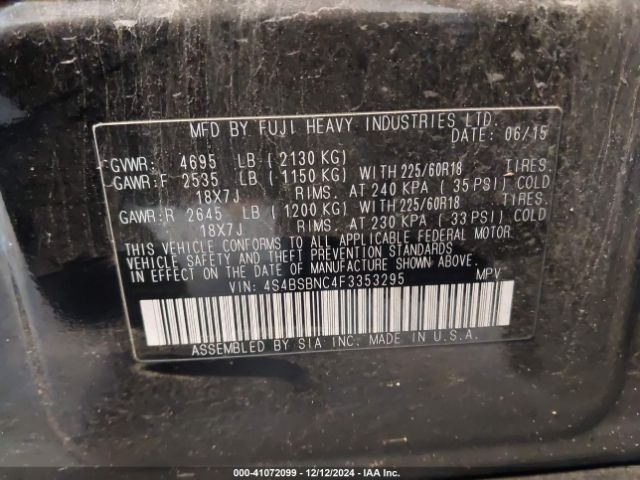 MFD BY FUJI HEAVY INDUSTRIES LTD.
DATE: 06/15
GVWR: 4695 LB ( 2130 KG)
GAWR:F 2535 LB ( 1150 KG) WITH 225/60R18 TIRES.
18X7J RIMS. AT 240 KPA ( 35 PSI) COLD
GAWR:R 2645 LB ( 1200 KG) WITH 225/60R18 TIRES.
18X7J RIMS. AT 230 KPA ( 33 PSI) COLD
THIS VEHICLE CONFORMS TO ALL APPLICABLE FEDERAL MOTOR
VEHICLE SAFETY AND THEFT PREVENTION STANDARDS
IN EFFECT ON THE DATE OF MANUFACTURE SHOWN ABOVE.
VIN: 4S4BSBNC4F3353295 MPV
ASSEMBLED BY SIA INC. MADE IN U.S.A.
000-41072099 • 12/12/2024 - IAA Inc.